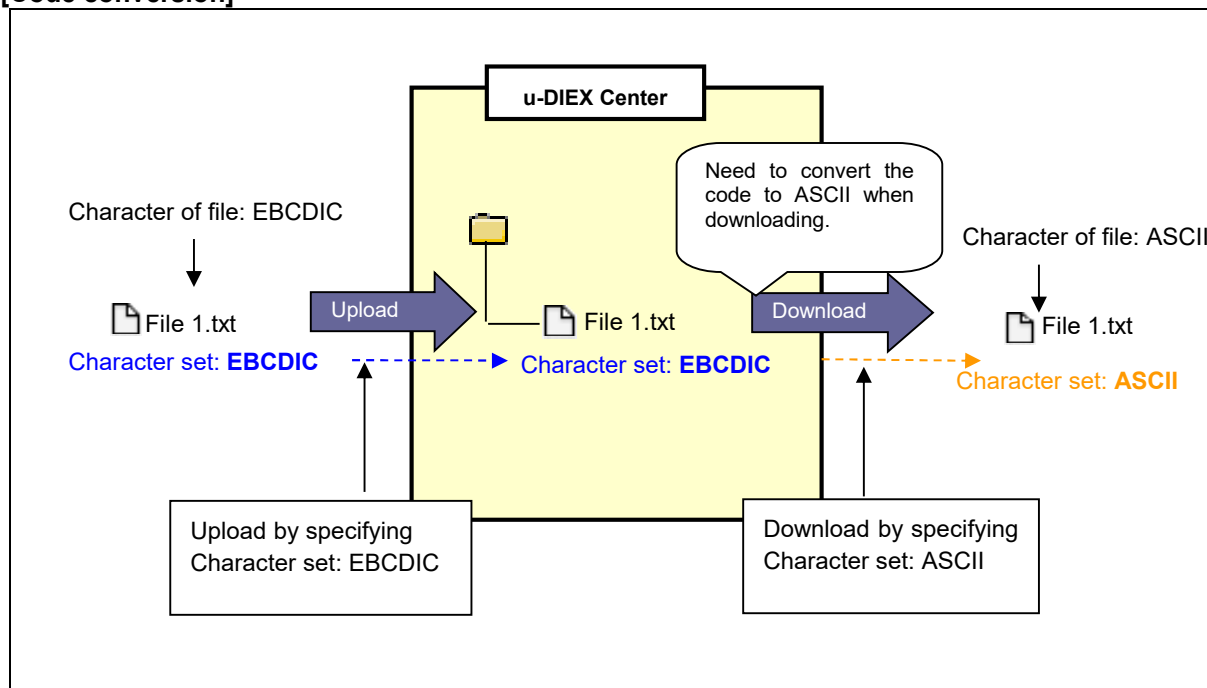 [Code conversion]
u-DIEX Center
Need to convert the
code to ASCII when
downloading.
Character of file: EBCDIC
Character of file: ASCII
Upload
Download
File 1.txt
File 1.txt
File 1.txt
Character set: EBCDIC
Character set: EBCDIC
Character set: ASCII
Upload by specifying
Character set: EBCDIC
Download by specifying
Character set: ASCII